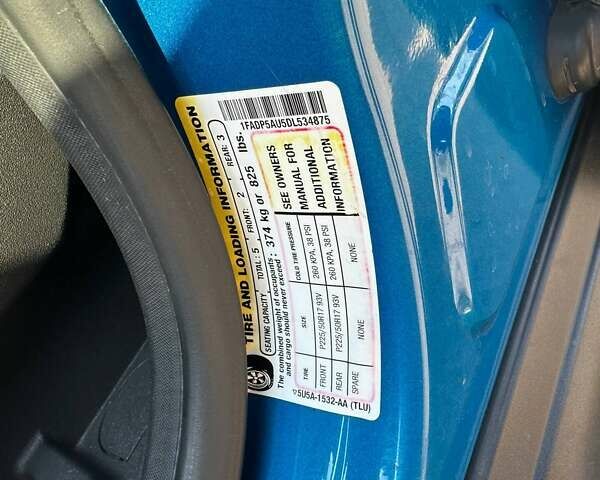 1FADP5AU5DL534875
TIRE AND LOADING INFORMATION
SEATING CAPACITY TOTAL: 5 FRONT: 2 REAR: 3
The combined weight of occupants
and cargo should never exceed : 374 kg or 825 lbs.
TIRE SIZE COLD TIRE PRESSURE
FRONT P225/50R17 93V 260 KPA, 38 PSI
REAR P225/50R17 93V 260 KPA, 38 PSI
SPARE NONE NONE
SEE OWNERS
MANUAL FOR
ADDITIONAL
INFORMATION
5U5A-1532-AA (TLU)